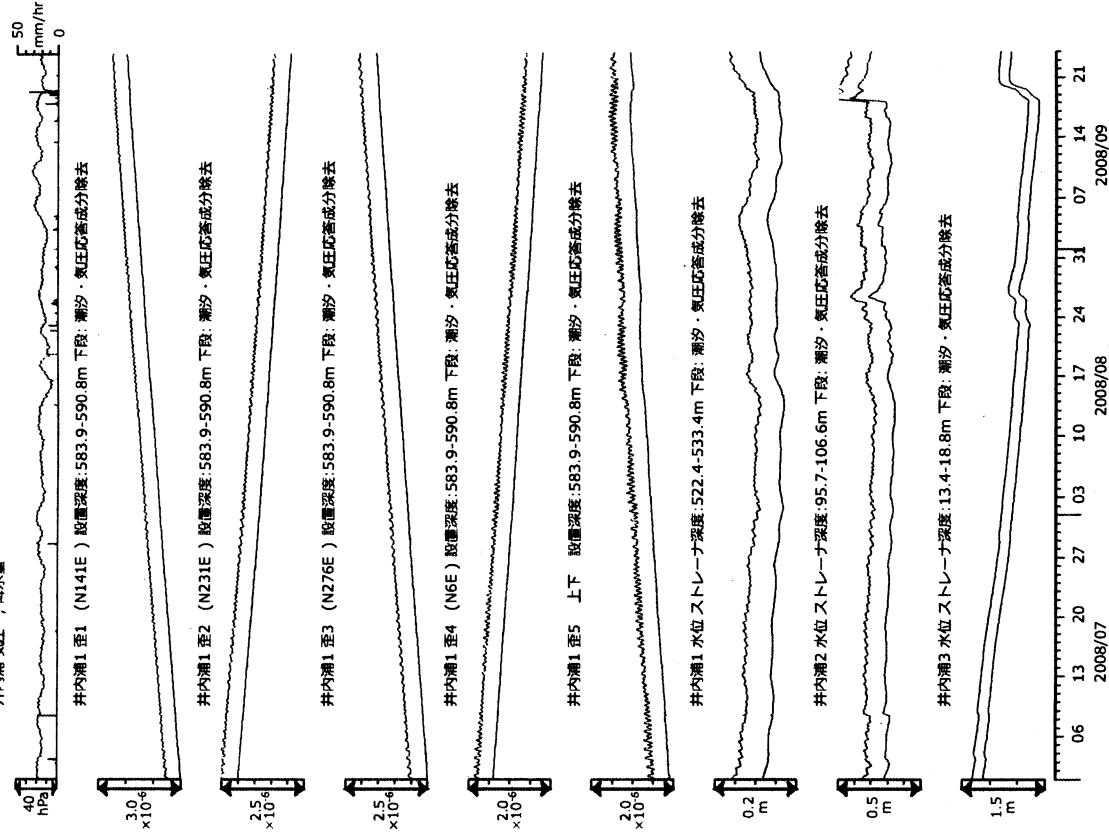 40
hPa
50
mm/hr
0
井内浦1 歪1 (N141E ) 設置深度:583.9-590.8m 下段: 潮汐・気圧応答成分除去
3.0
×10⁻⁶
井内浦1 歪2 (N231E ) 設置深度:583.9-590.8m 下段: 潮汐・気圧応答成分除去
2.5
×10⁻⁶
井内浦1 歪3 (N276E ) 設置深度:583.9-590.8m 下段: 潮汐・気圧応答成分除去
2.5
×10⁻⁶
井内浦1 歪4 (N6E ) 設置深度:583.9-590.8m 下段: 潮汐・気圧応答成分除去
2.0
×10⁻⁶
井内浦1 歪5 上下 設置深度:583.9-590.8m 下段: 潮汐・気圧応答成分除去
2.0
×10⁻⁶
井内浦1 水位 ストレーナ深度:522.4-533.4m 下段: 潮汐・気圧応答成分除去
0.2
m
井内浦2 水位 ストレーナ深度:95.7-106.6m 下段: 潮汐・気圧応答成分除去
0.5
m
井内浦3 水位 ストレーナ深度:13.4-18.8m 下段: 潮汐・気圧応答成分除去
1.5
m
06 13 20 27 03 10 17 24 31 07 14 21
2008/07 2008/08 2008/09